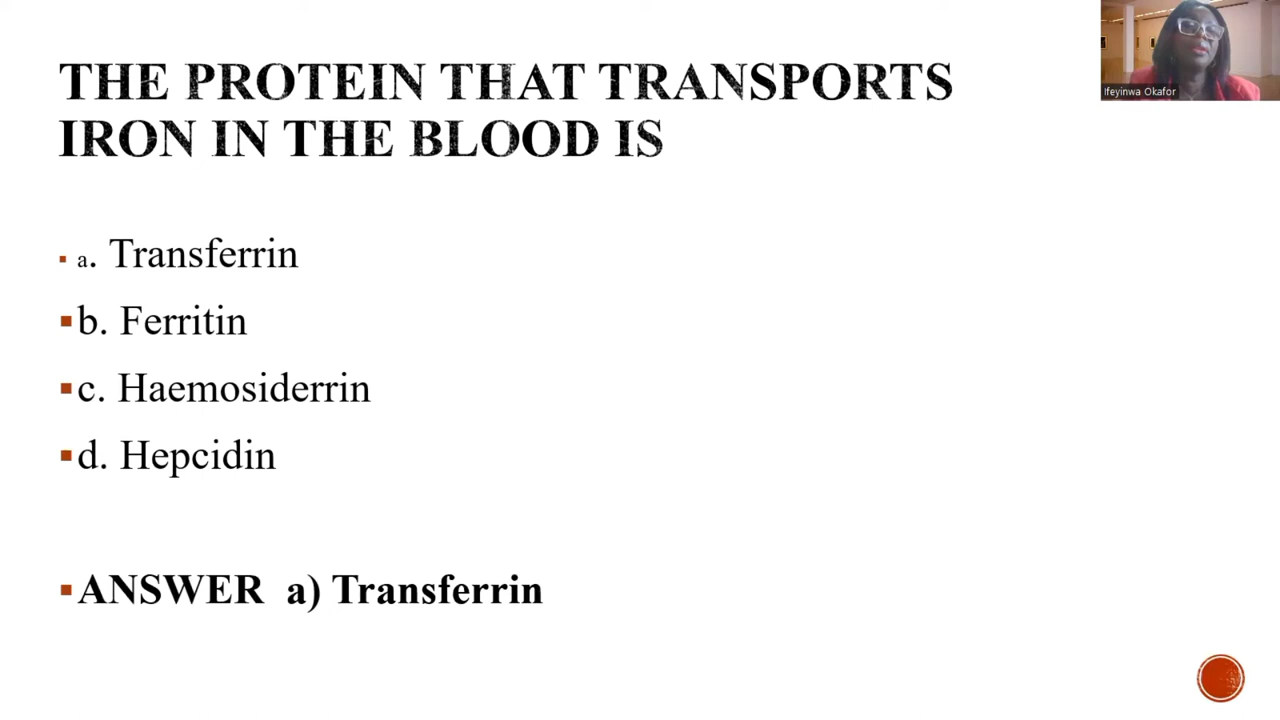 THE PROTEIN THAT TRANSPORTS
IRON IN THE BLOOD IS
Ifeyinwa Okafor
a. Transferrin
b. Ferritin
c. Haemosiderrin
d. Hepcidin
ANSWER a) Transferrin